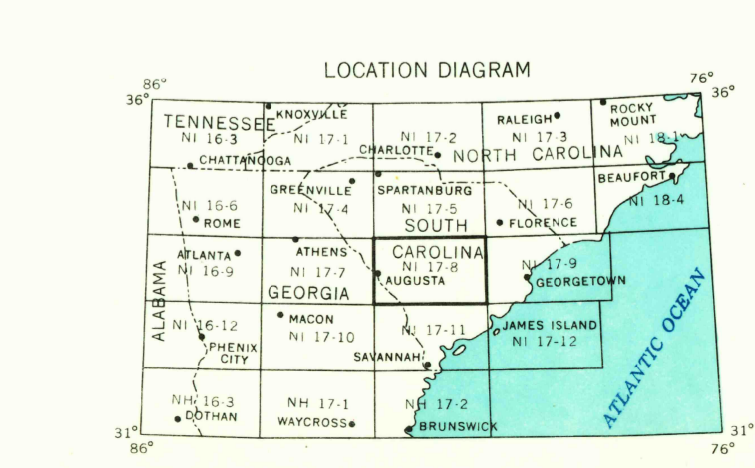 LOCATION DIAGRAM
86°
76°
36°
36°
KNOXVILLE
TENNESSEE
NI 16-3
NI 17-1
NI 17-2
RALEIGH
NI 17-3
ROCKY
MOUNT
NI 18-1
CHATTANOOGA
CHARLOTTE
NORTH CAROLINA
GREENVILLE
NI 17-4
SPARTANBURG
NI 17-5
BEAUFORT
NI 18-4
NI 16-6
ROME
SOUTH
NI 17-6
FLORENCE
ATLANTA
NI 16-9
ATHENS
NI 17-7
CAROLINA
NI 17-8
AUGUSTA
NI 17-9
GEORGETOWN
ALABAMA
GEORGIA
NI 16-12
PHENIX
CITY
MACON
NI 17-10
NI 17-11
SAVANNAH
JAMES ISLAND
NI 17-12
ATLANTIC OCEAN
NH 16-3
DOTHAN
NH 17-1
WAYCROSS
NH 17-2
BRUNSWICK
31°
31°
86°
76°